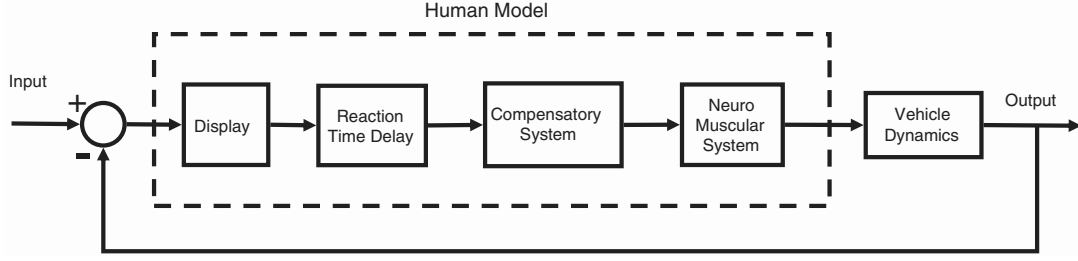 Human Model
Input
+
-
Display
Reaction
Time Delay
Compensatory
System
Neuro
Muscular
System
Vehicle
Dynamics
Output